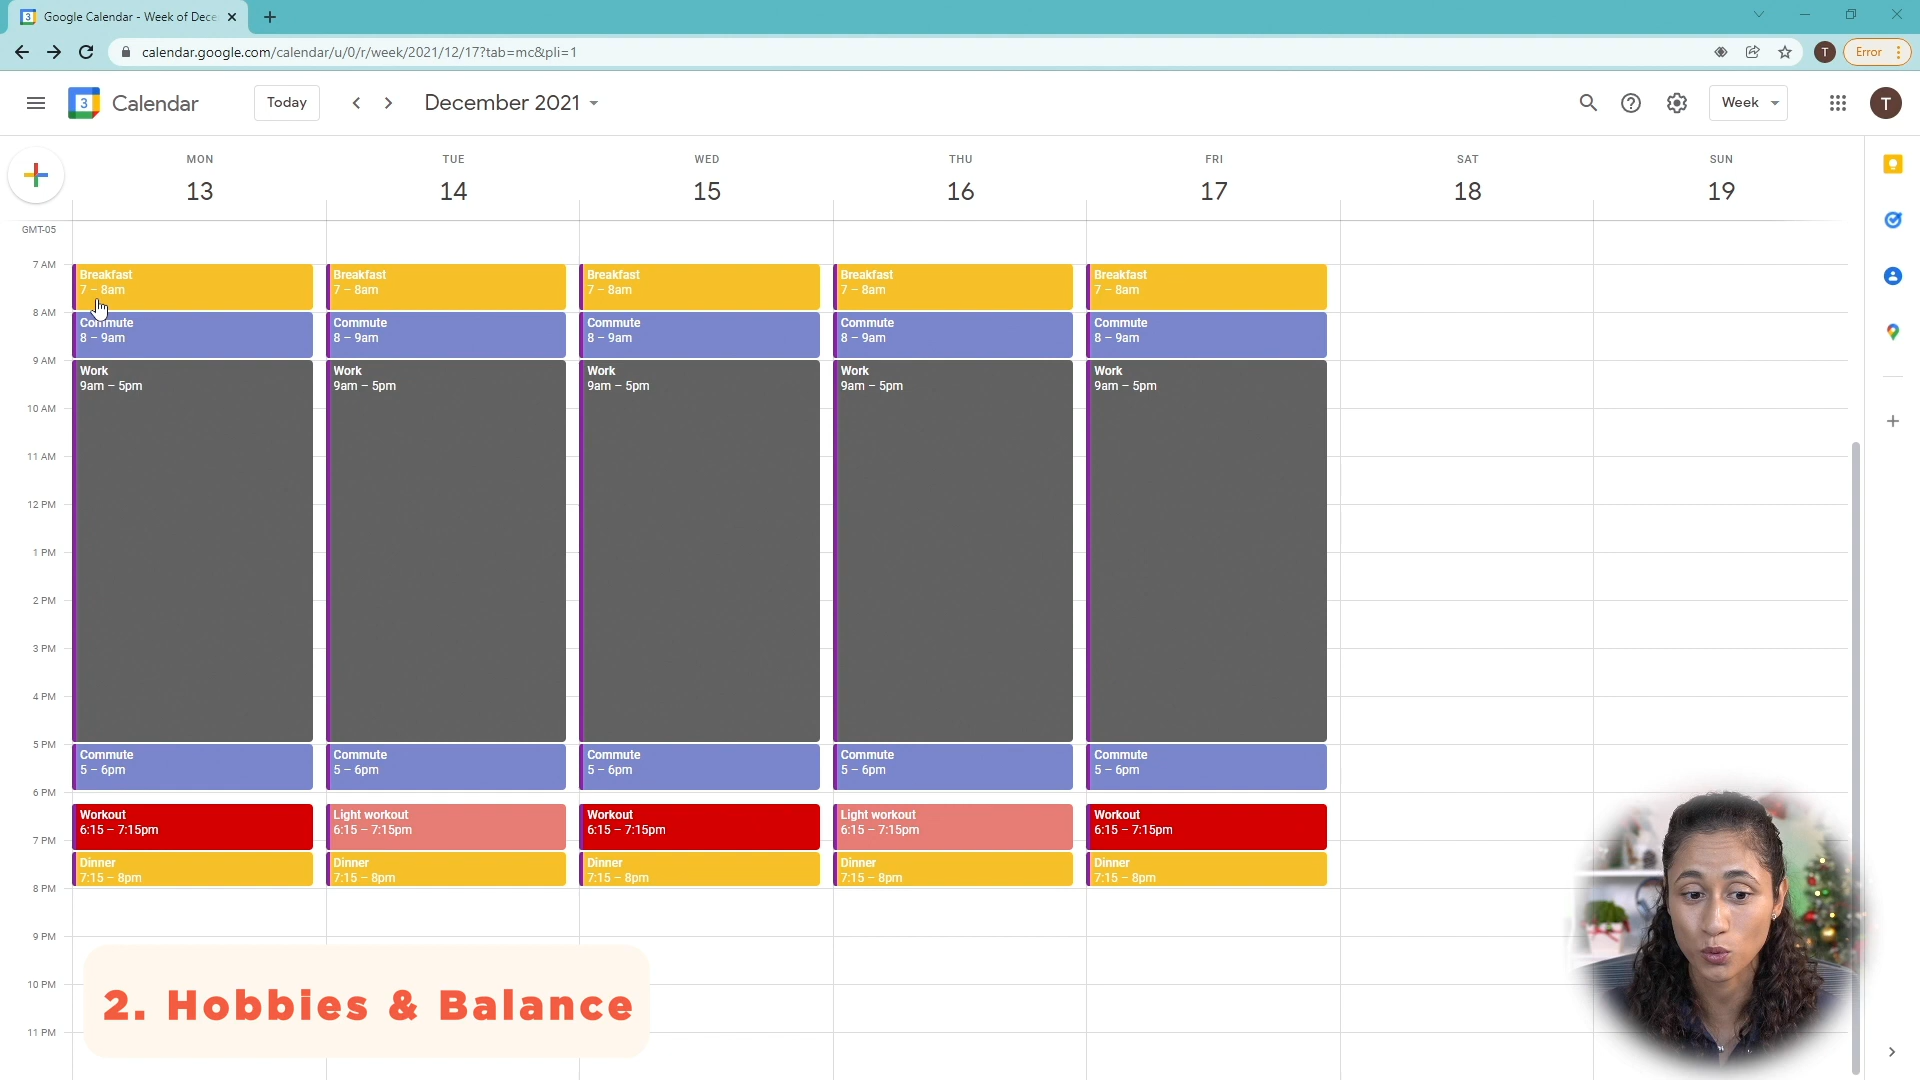 Google Calendar - Week of Dece
calendar.google.com/calendar/u/0/r/week/2021/12/17?tab=mc&pli=1
T
Error
3
Calendar
Today
December 2021
Week
T
MON
TUE
WED
THU
FRI
SAT
SUN
13
14
15
16
17
18
19
GMT-05
7 AM
8 AM
9 AM
10 AM
11 AM
12 PM
1 PM
2 PM
3 PM
4 PM
5 PM
6 PM
7 PM
8 PM
9 PM
10 PM
11 PM
Breakfast
7 – 8am
Commute
8 – 9am
Work
9am – 5pm
Commute
5 – 6pm
Workout
6:15 – 7:15pm
Dinner
7:15 – 8pm
Breakfast
7 – 8am
Commute
8 – 9am
Work
9am – 5pm
Commute
5 – 6pm
Light workout
6:15 – 7:15pm
Dinner
7:15 – 8pm
Breakfast
7 – 8am
Commute
8 – 9am
Work
9am – 5pm
Commute
5 – 6pm
Workout
6:15 – 7:15pm
Dinner
7:15 – 8pm
Breakfast
7 – 8am
Commute
8 – 9am
Work
9am – 5pm
Commute
5 – 6pm
Light workout
6:15 – 7:15pm
Dinner
7:15 – 8pm
Breakfast
7 – 8am
Commute
8 – 9am
Work
9am – 5pm
Commute
5 – 6pm
Workout
6:15 – 7:15pm
Dinner
7:15 – 8pm
2. Hobbies & Balance